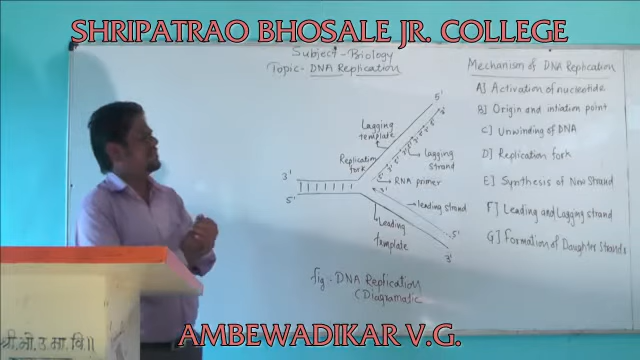 SHRIPATRAO BHOSALE JR. COLLEGE
Subject - Biology
Topic - DNA Replication
Mechanism of DNA Replication
A] Activation of nucleotide
B] Origin and intiation point
C] Unwinding of DNA
D] Replication fork
E] Synthesis of New Strand
F] Leading and Lagging strand
G] Formation of Daughter Strands
5'
3'
Lagging
template
Lagging
strand
Replication
fork
RNA primer
3'
5'
3'
leading strand
Leading
template
5'
3'
fig - DNA Replication
(Diagramatic
AMBEWADIKAR V.G.